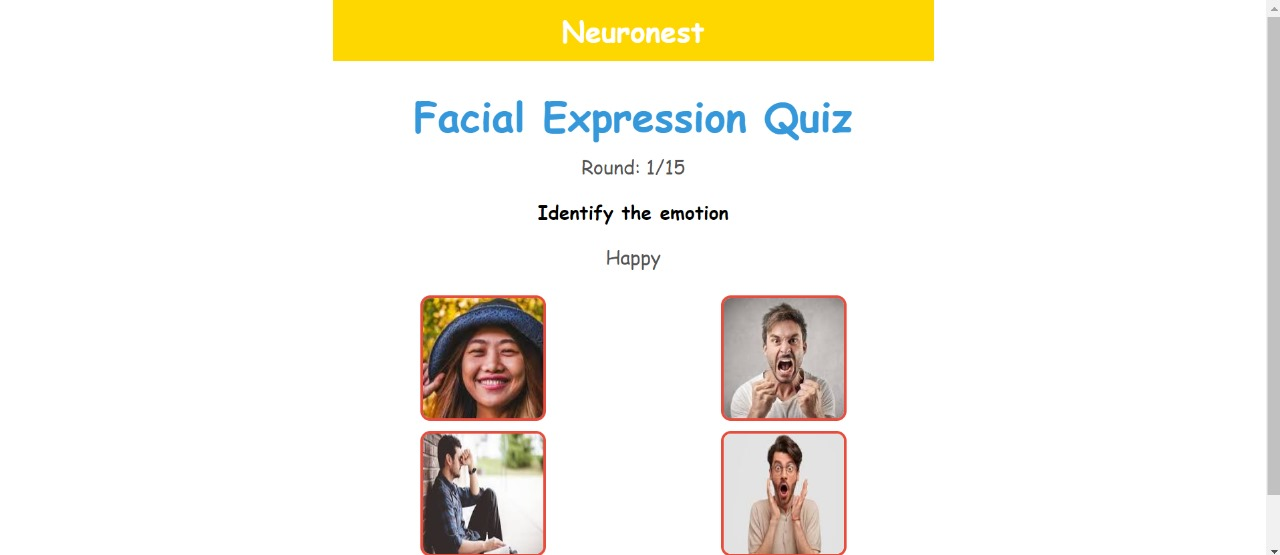 Neuronest
Facial Expression Quiz
Round: 1/15
Identify the emotion
Happy